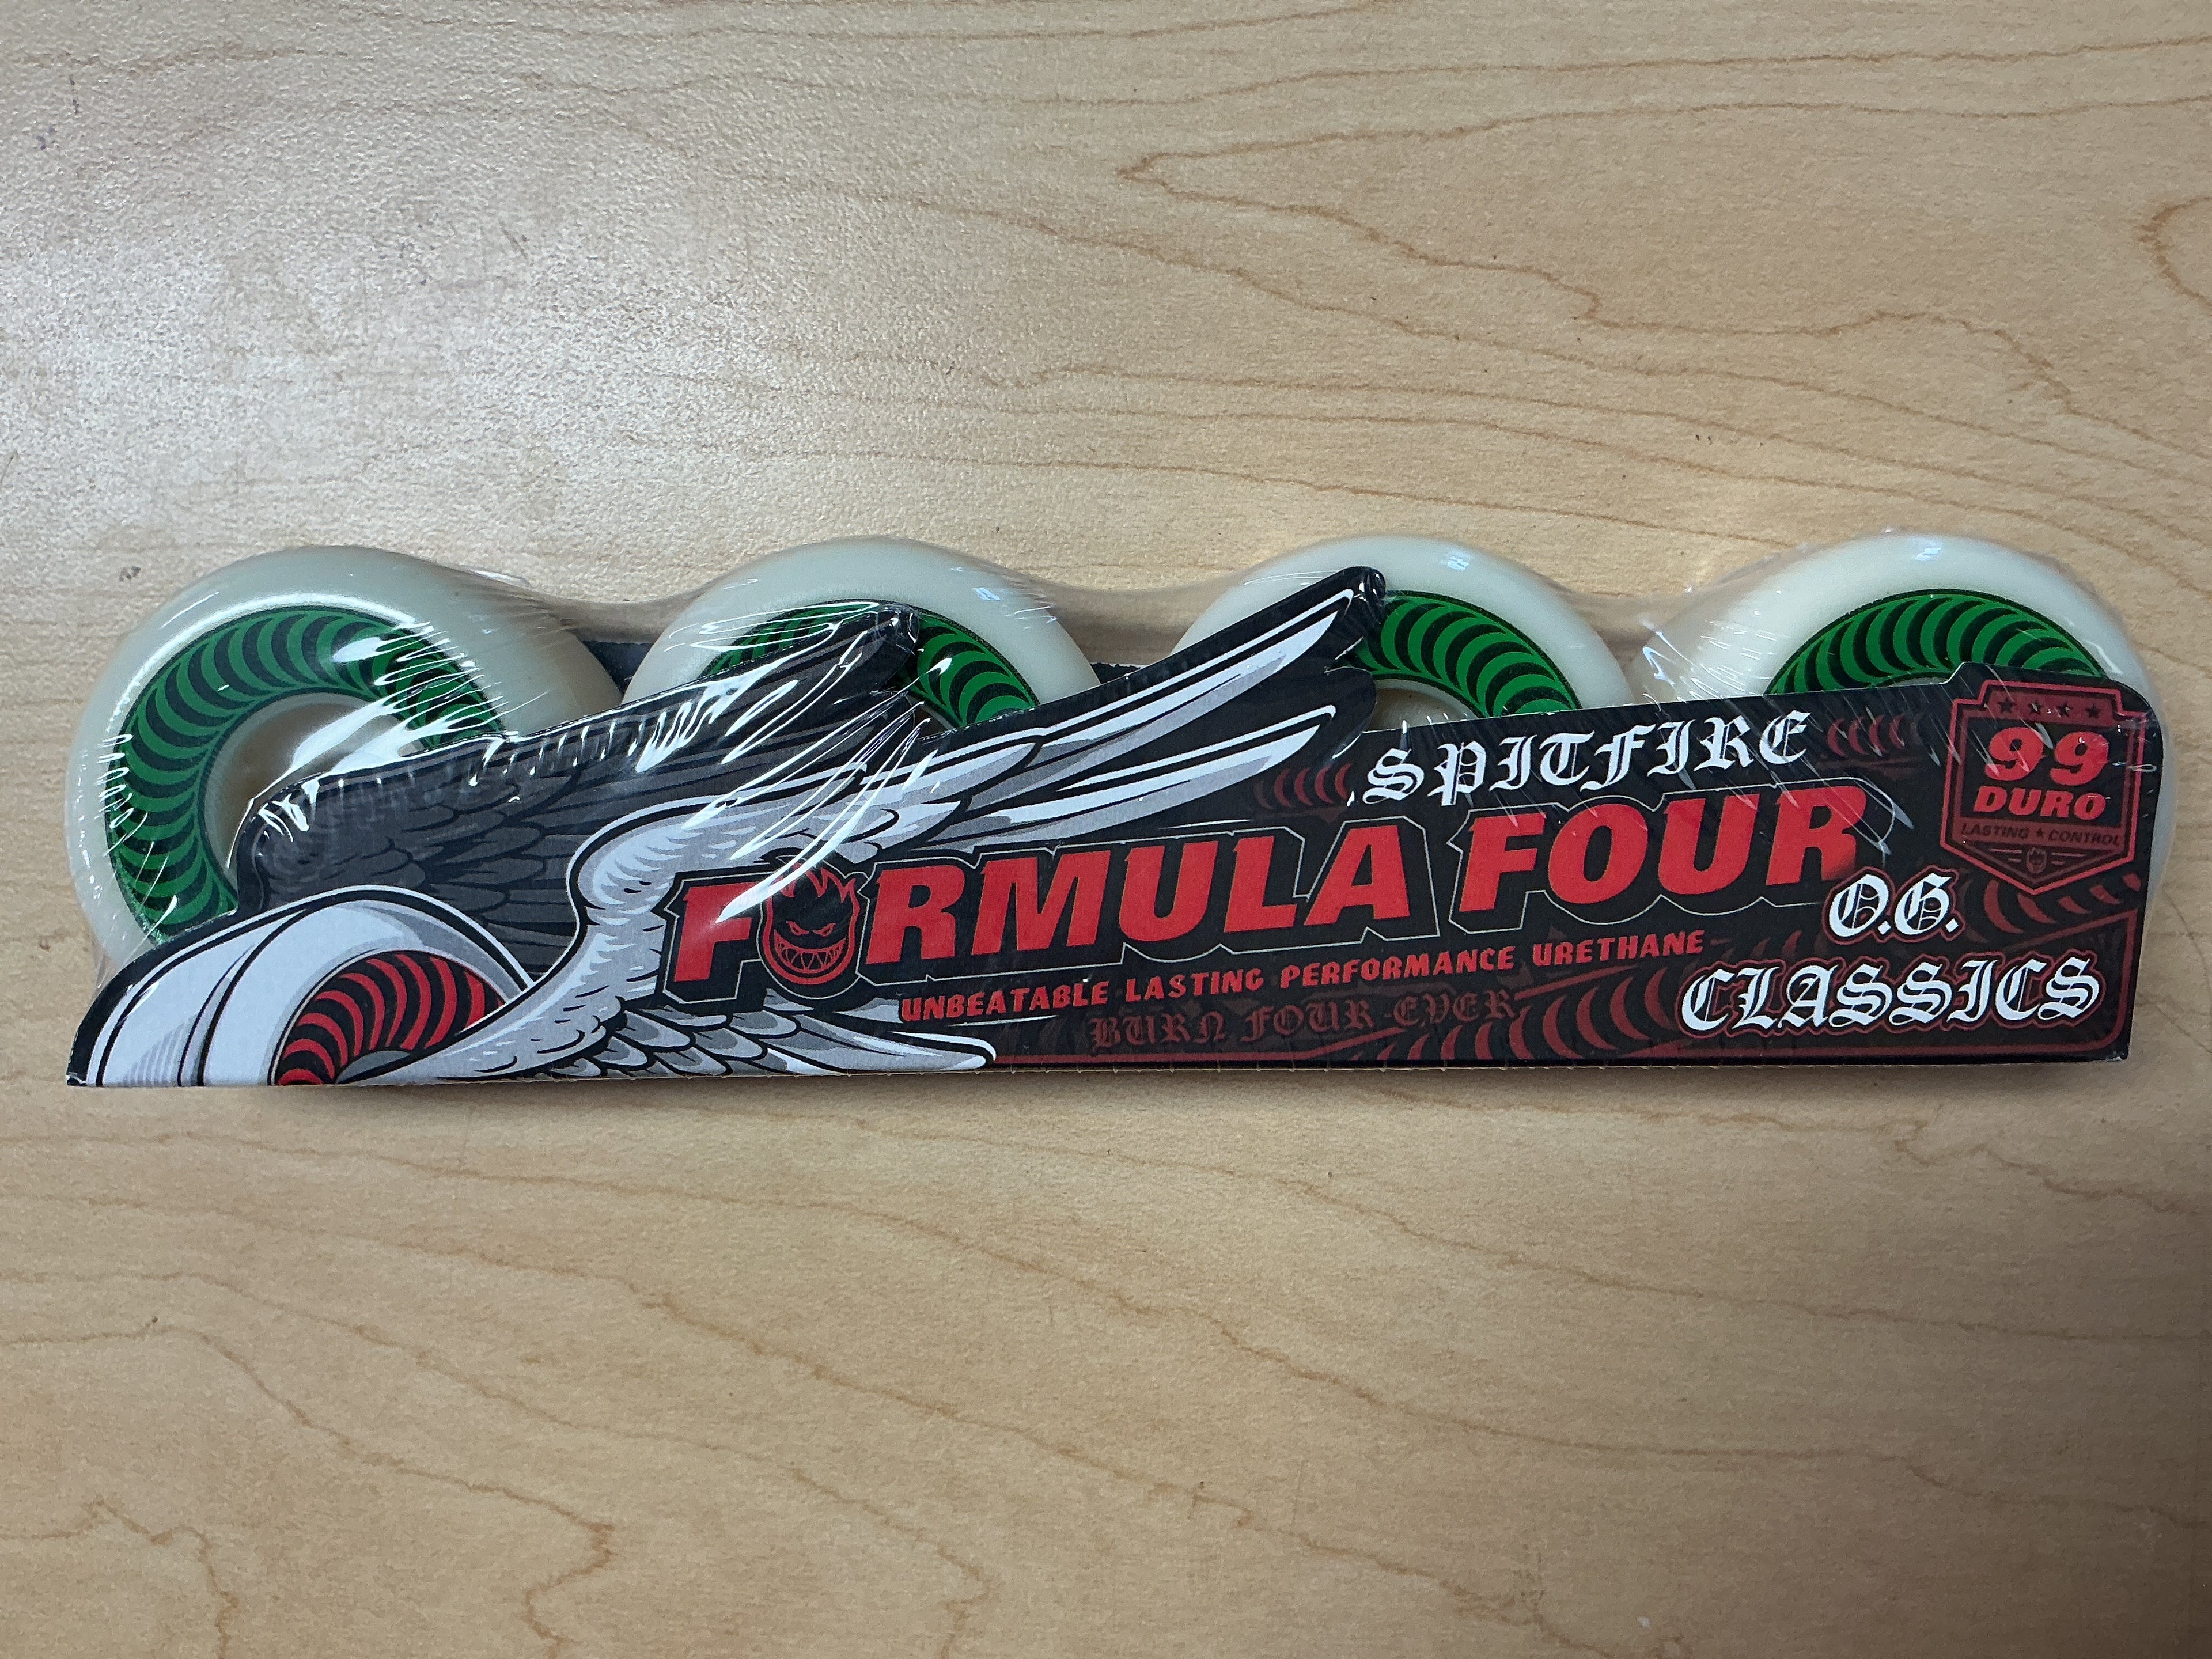 SPITFIRE
99
DURO
LASTING ★ CONTROL
FORMULA FOUR
O.G.
UNBEATABLE LASTING PERFORMANCE URETHANE
CLASSICS
BURN FOUR-EVER